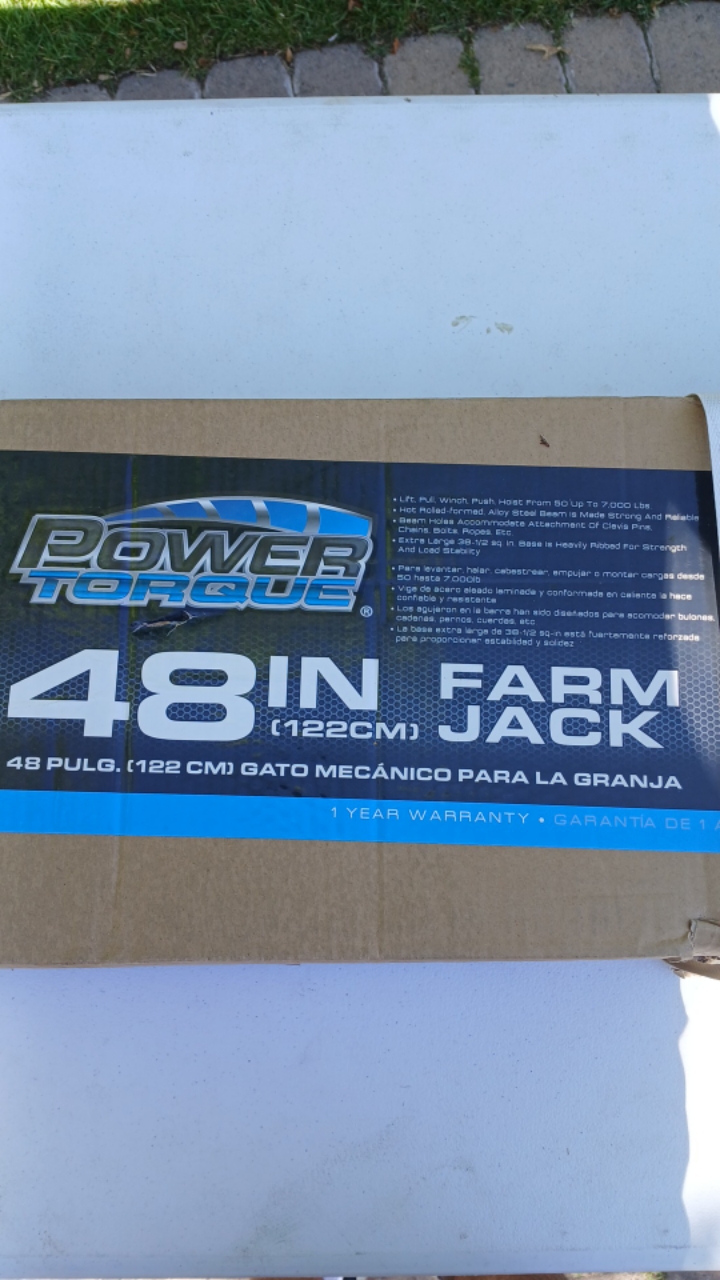 POWER
TORQUE®
• Lift, Pull, Winch, Push, Hoist From 50 Up To 7,000 Lbs
• Hot Rolled-formed, Alloy Steel Beam is Made Strong And Reliable
• Beam Holes Accommodate Attachment Of Clevis Pins,
Chains, Bolts, Ropes, Etc.
• Extra Large 38-1/2 sq. in. Base is Heavily Ribbed For Strength
And Load Stability
• Para levantar, halar, cabestrear, empujar o montar cargas desde
50 hasta 7.000lb
• Viga de acero aleado laminada y conformada en caliente la hace
confiable y resistente
• Los agujeron en la barra han sido diseñados para acomodar bulones,
cadenas, pernos, cuerdas, etc
• La base extra larga de 38-1/2 sq-in está fuertamente reforzada
para proporcionar estabilidad y solidez
48IN
(122CM)
FARM
JACK
48 PULG. (122 CM) GATO MECÁNICO PARA LA GRANJA
1 YEAR WARRANTY • GARANTÍA DE 1